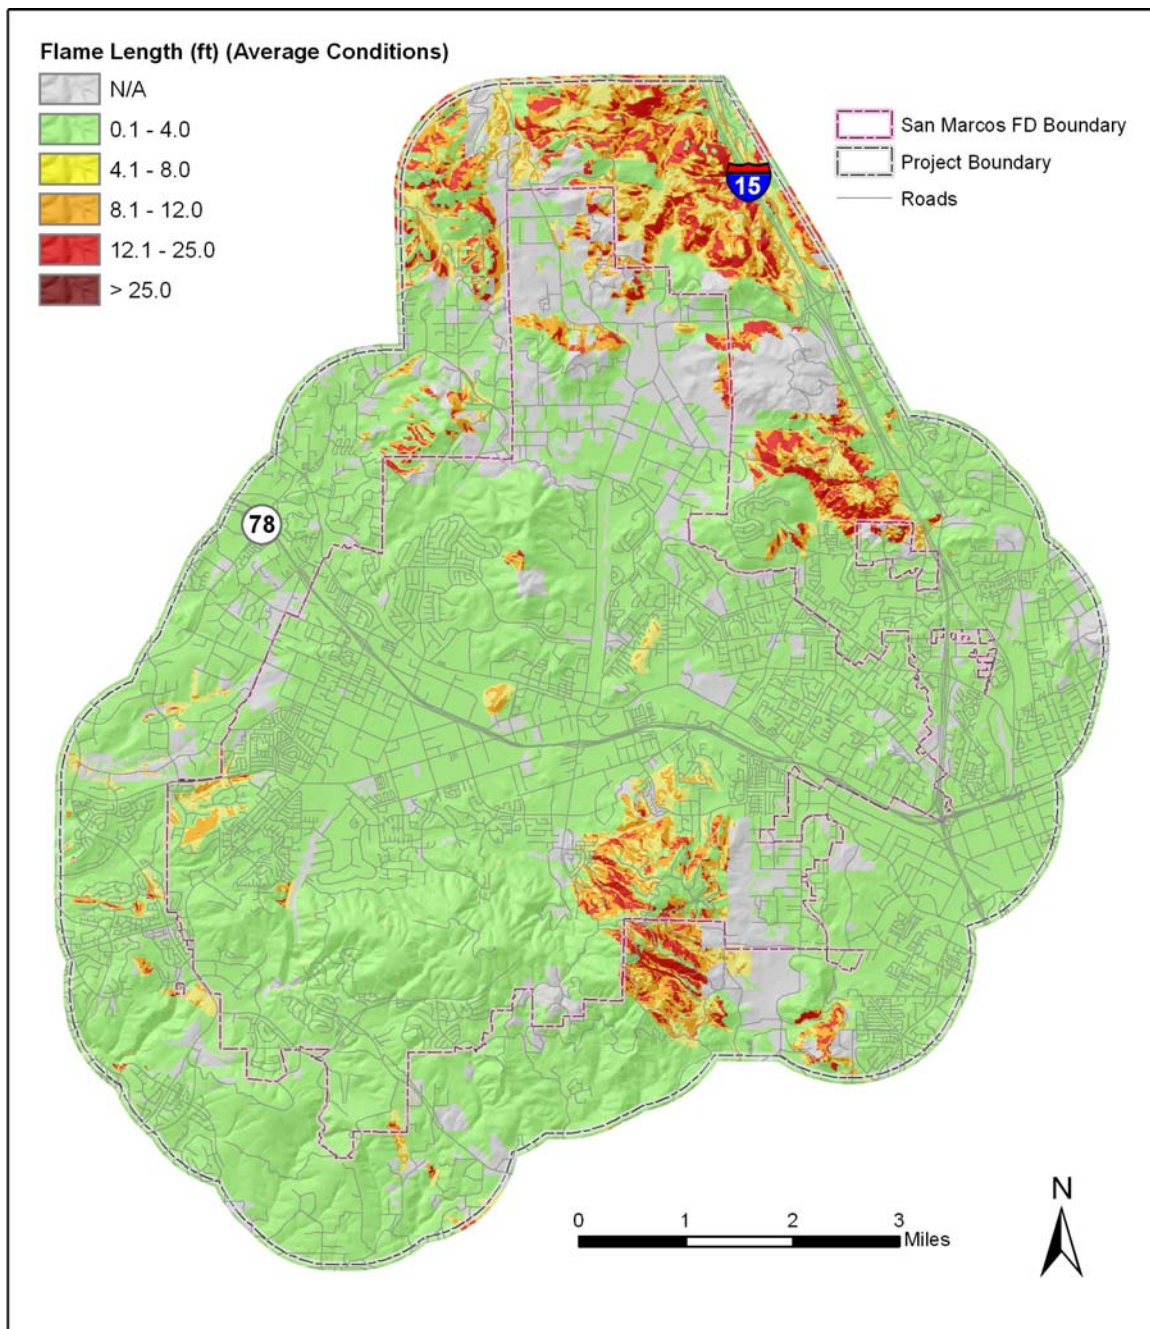 Flame Length (ft) (Average Conditions)
N/A
0.1 - 4.0
4.1 - 8.0
8.1 - 12.0
12.1 - 25.0
> 25.0
San Marcos FD Boundary
Project Boundary
Roads
15
78
N
0 1 2 3
Miles